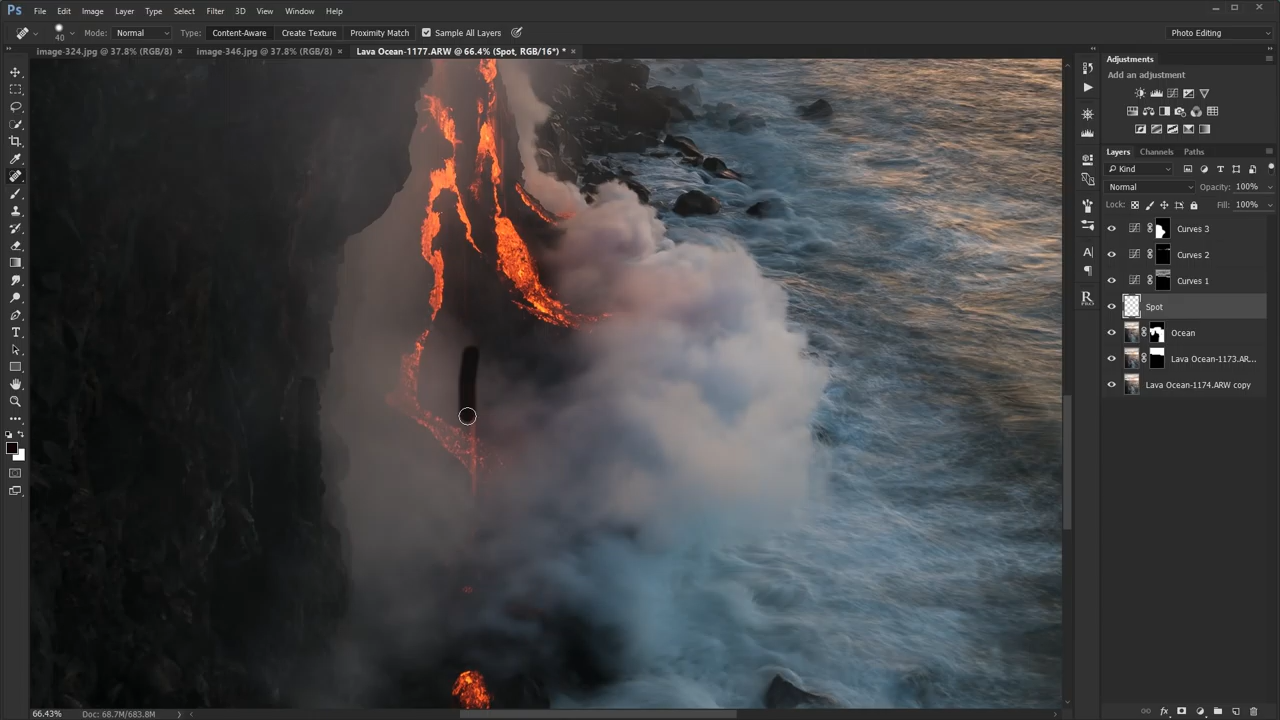 Ps File Edit Image Layer Type Select Filter 3D View Window Help
40 Mode: Normal Type: Content-Aware Create Texture Proximity Match Sample All Layers Photo Editing
image-324.jpg @ 37.8% (RGB/8) × image-346.jpg @ 37.8% (RGB/8) × Lava Ocean-1177.ARW @ 66.4% (Spot, RGB/16*) * ×
Adjustments
Add an adjustment
Layers Channels Paths
Kind
Normal Opacity: 100%
Lock: Fill: 100%
Curves 3
Curves 2
Curves 1
Spot
Ocean
Lava Ocean-1173.AR...
Lava Ocean-1174.ARW copy
66.43% Doc: 68.7M/683.8M